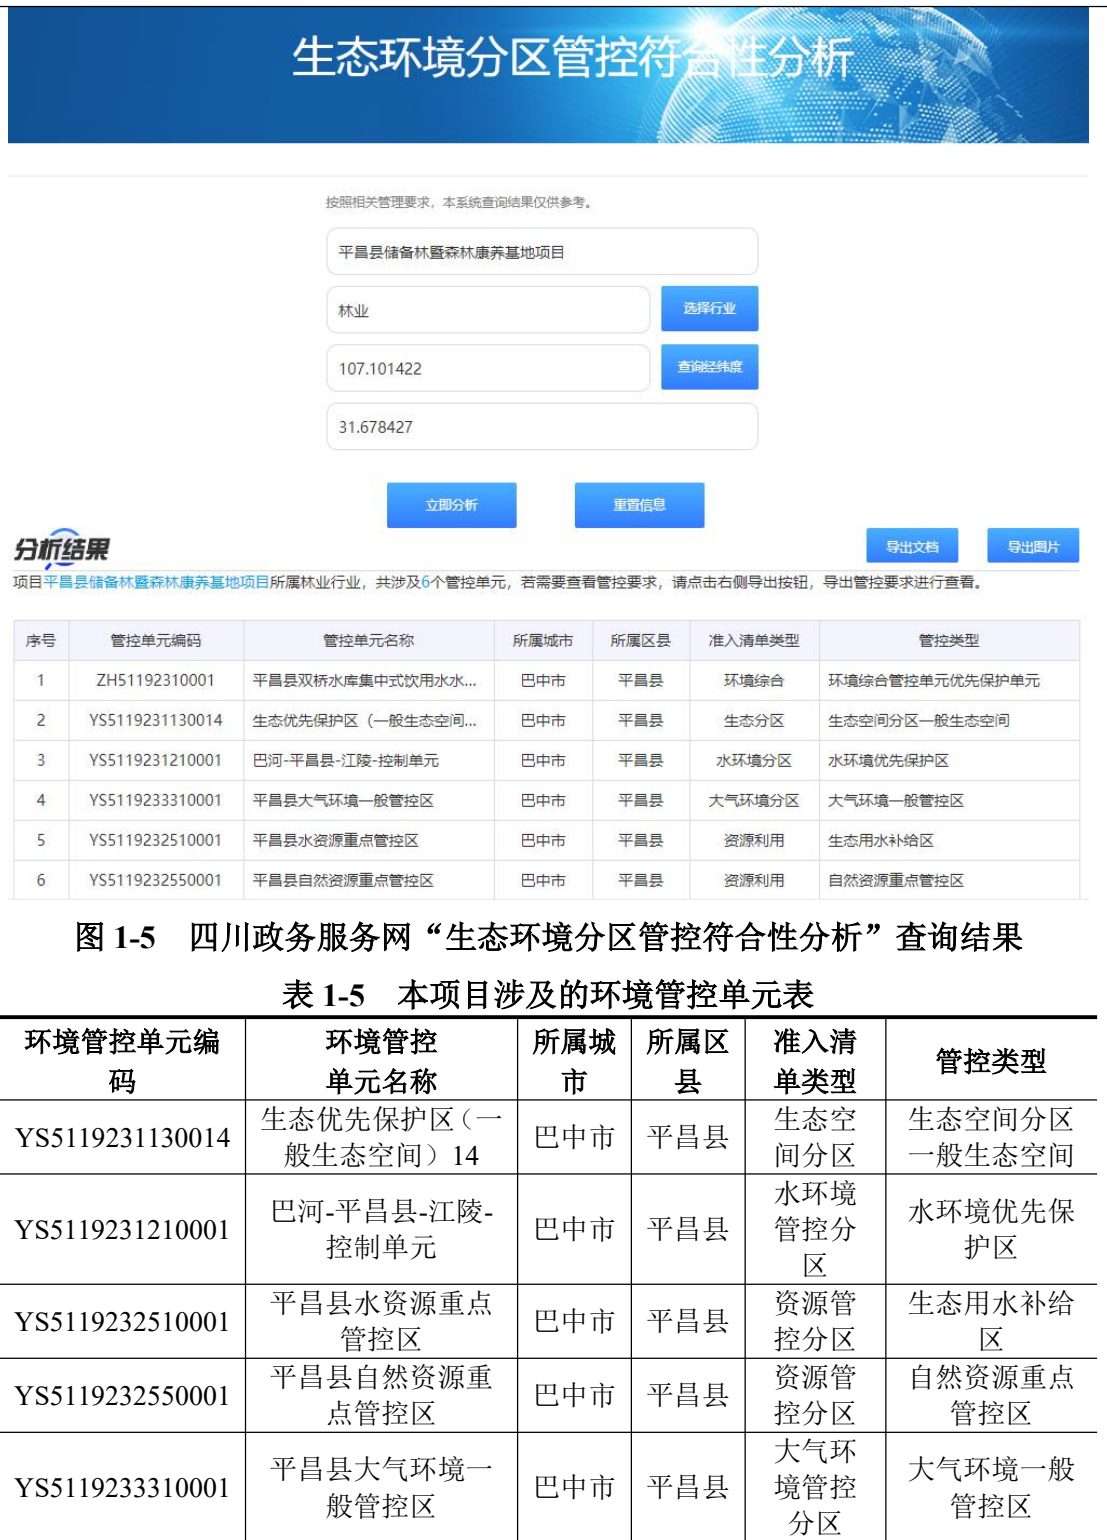 生态环境分区管控符合性分析
按照相关管理要求，本系统查询结果仅供参考。
平昌县储备林暨森林康养基地项目
林业 选择行业
107.101422 查询经纬度
31.678427
立即分析 重置信息
分析结果 导出文档 导出图片
项目平昌县储备林暨森林康养基地项目所属林业行业，共涉及6个管控单元，若需要查看管控要求，请点击右侧导出按钮，导出管控要求进行查看。
序号 管控单元编码 管控单元名称 所属城市 所属区县 准入清单类型 管控类型
1 ZH51192310001 平昌县双桥水库集中式饮用水水... 巴中市 平昌县 环境综合 环境综合管控单元优先保护单元
2 YS5119231130014 生态优先保护区（一般生态空间... 巴中市 平昌县 生态分区 生态空间分区一般生态空间
3 YS5119231210001 巴河-平昌县-江陵-控制单元 巴中市 平昌县 水环境分区 水环境优先保护区
4 YS5119233310001 平昌县大气环境一般管控区 巴中市 平昌县 大气环境分区 大气环境一般管控区
5 YS5119232510001 平昌县水资源重点管控区 巴中市 平昌县 资源利用 生态用水补给区
6 YS5119232550001 平昌县自然资源重点管控区 巴中市 平昌县 资源利用 自然资源重点管控区
图 1-5 四川政务服务网“生态环境分区管控符合性分析”查询结果
表 1-5 本项目涉及的环境管控单元表
环境管控单元编 环境管控 所属城 所属区 准入清 管控类型
码 单元名称 市 县 单类型
YS5119231130014 生态优先保护区（一 巴中市 平昌县 生态空 生态空间分区
般生态空间）14 间分区 一般生态空间
YS5119231210001 巴河-平昌县-江陵- 巴中市 平昌县 水环境 水环境优先保
控制单元 管控分 护区
区
YS5119232510001 平昌县水资源重点 巴中市 平昌县 资源管 生态用水补给
管控区 控分区 区
YS5119232550001 平昌县自然资源重 巴中市 平昌县 资源管 自然资源重点
点管控区 控分区 管控区
YS5119233310001 平昌县大气环境一 巴中市 平昌县 大气环 大气环境一般
般管控区 境管控 管控区
分区